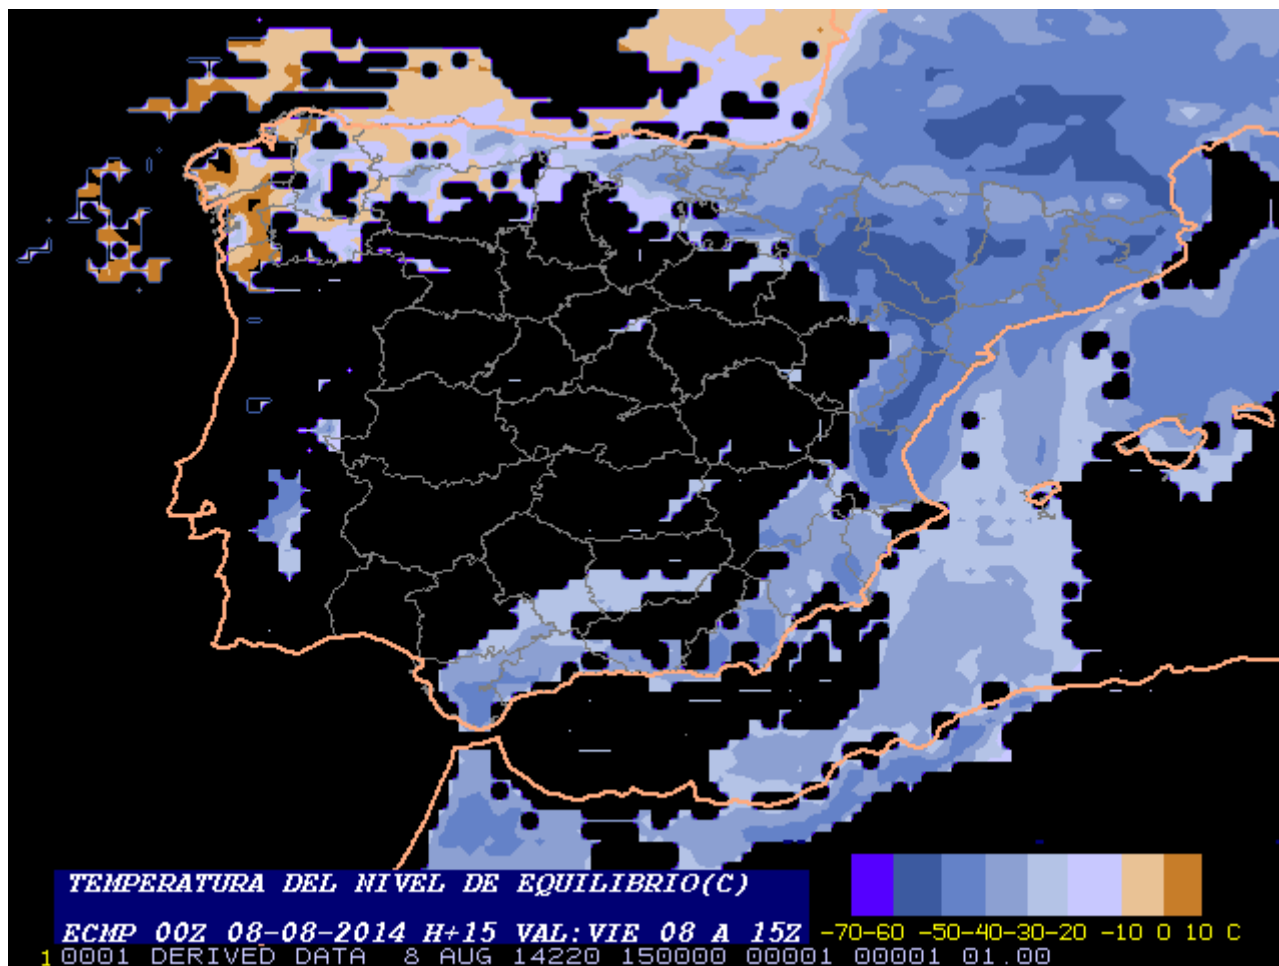 TEMPERATURA DEL NIVEL DE EQUILIBRIO(C)
ECMP 00Z 08-08-2014 H+15 VAL:VIE 08 A 15Z
-70-60 -50-40-30-20 -10 0 10 C
1 0001 DERIVED DATA 8 AUG 14220 150000 00001 00001 01.00